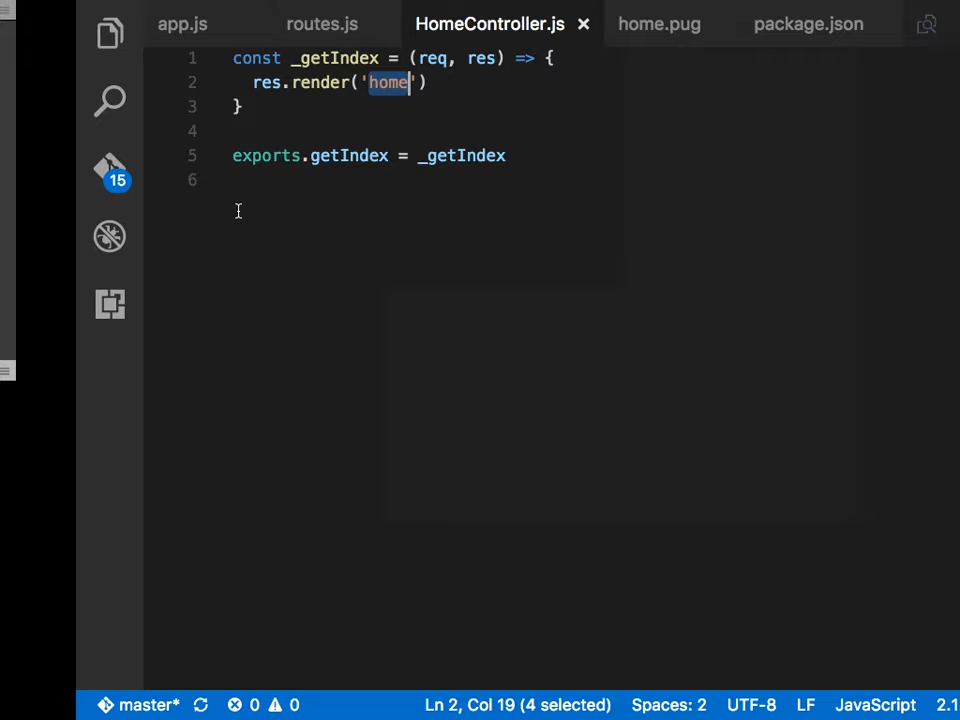 app.js routes.js HomeController.js × home.pug package.json
1 const _getIndex = (req, res) => {
2 res.render('home')
3 }
4
5 exports.getIndex = _getIndex
6
15
master* 0 0 Ln 2, Col 19 (4 selected) Spaces: 2 UTF-8 LF JavaScript 2.1